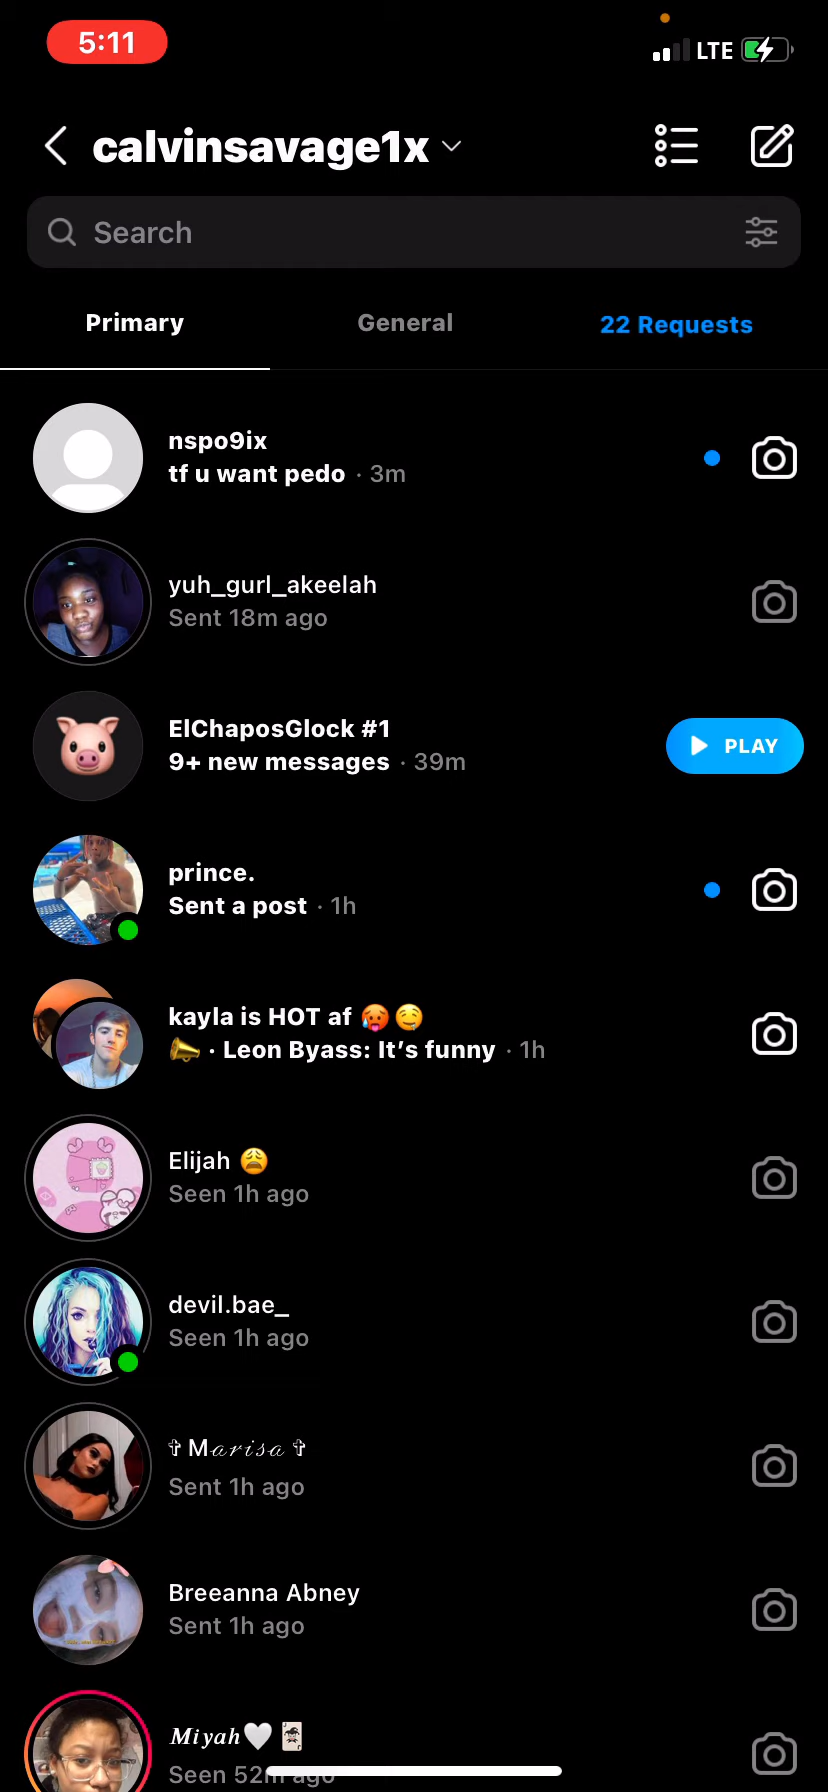 5:11
LTE
calvinsavage1x
Search
Primary
General
22 Requests
nspo9ix
tf u want pedo · 3m
yuh_gurl_akeelah
Sent 18m ago
ElChaposGlock #1
9+ new messages · 39m
PLAY
prince.
Sent a post · 1h
kayla is HOT af 🥵🤤
📣 · Leon Byass: It’s funny · 1h
Elijah 😩
Seen 1h ago
devil.bae_
Seen 1h ago
✞ M𝒶𝓇𝒾𝓈𝒶 ✞
Sent 1h ago
Breeanna Abney
Sent 1h ago
𝑴𝒊𝒚𝒂𝒉🤍🃏
Seen 52m ago